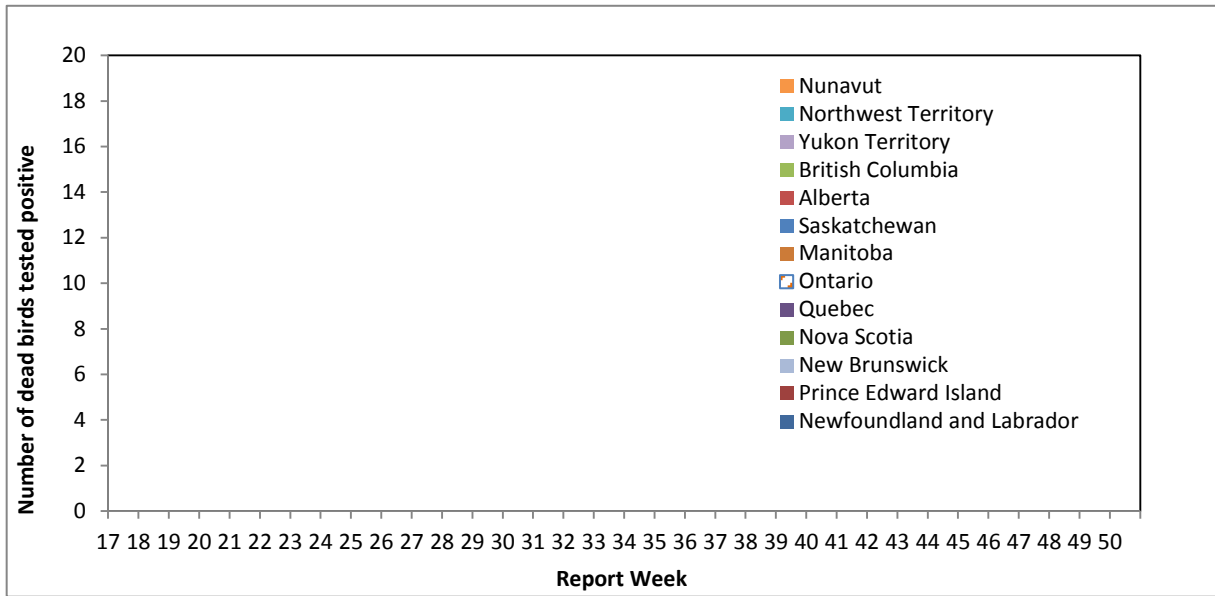 Number of dead birds tested positive
20
18
16
14
12
10
8
6
4
2
0
Nunavut
Northwest Territory
Yukon Territory
British Columbia
Alberta
Saskatchewan
Manitoba
Ontario
Quebec
Nova Scotia
New Brunswick
Prince Edward Island
Newfoundland and Labrador
17 18 19 20 21 22 23 24 25 26 27 28 29 30 31 32 33 34 35 36 37 38 39 40 42 43 44 45 46 47 48 49 50
Report Week